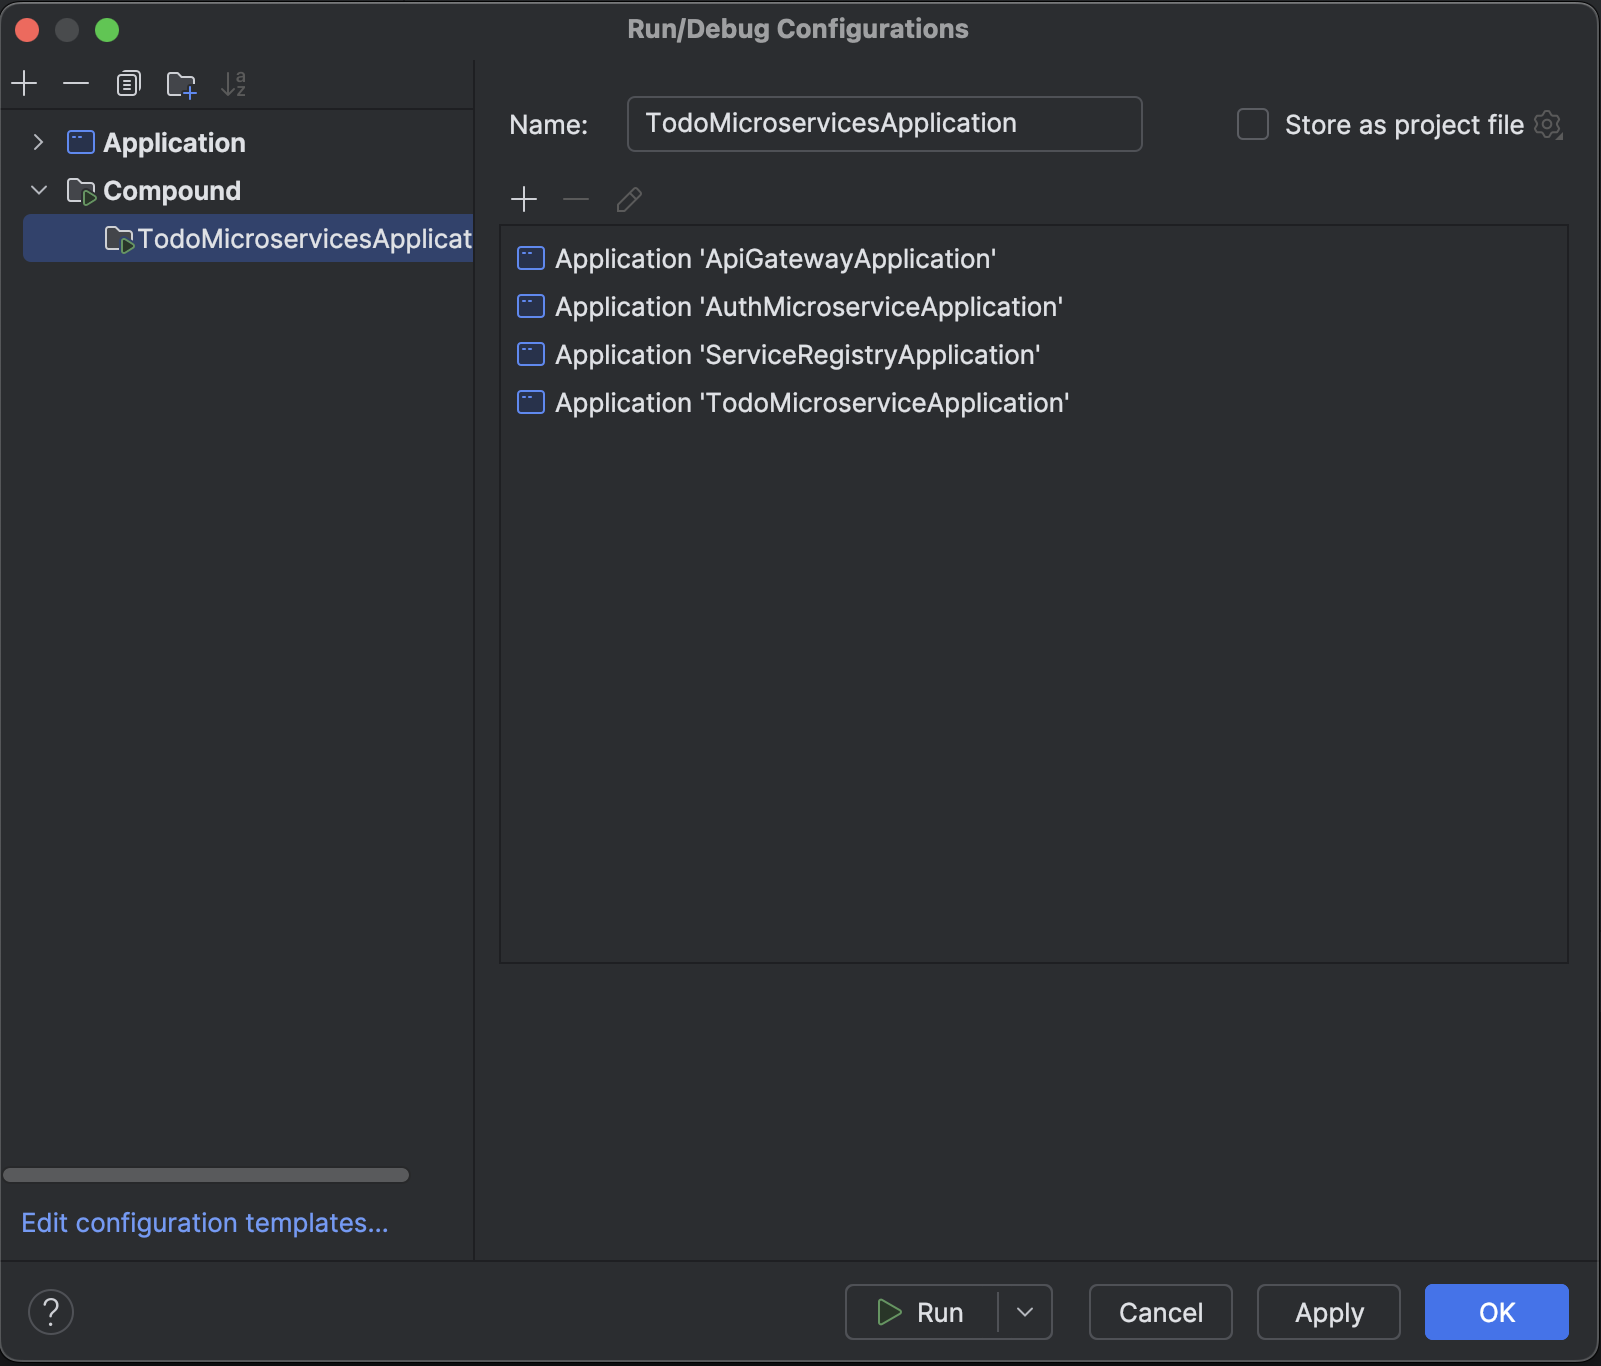 Run/Debug Configurations
Application
Compound
TodoMicroservicesApplicat
Name:
TodoMicroservicesApplication
Store as project file
Application 'ApiGatewayApplication'
Application 'AuthMicroserviceApplication'
Application 'ServiceRegistryApplication'
Application 'TodoMicroserviceApplication'
Edit configuration templates...
?
Run
Cancel
Apply
OK